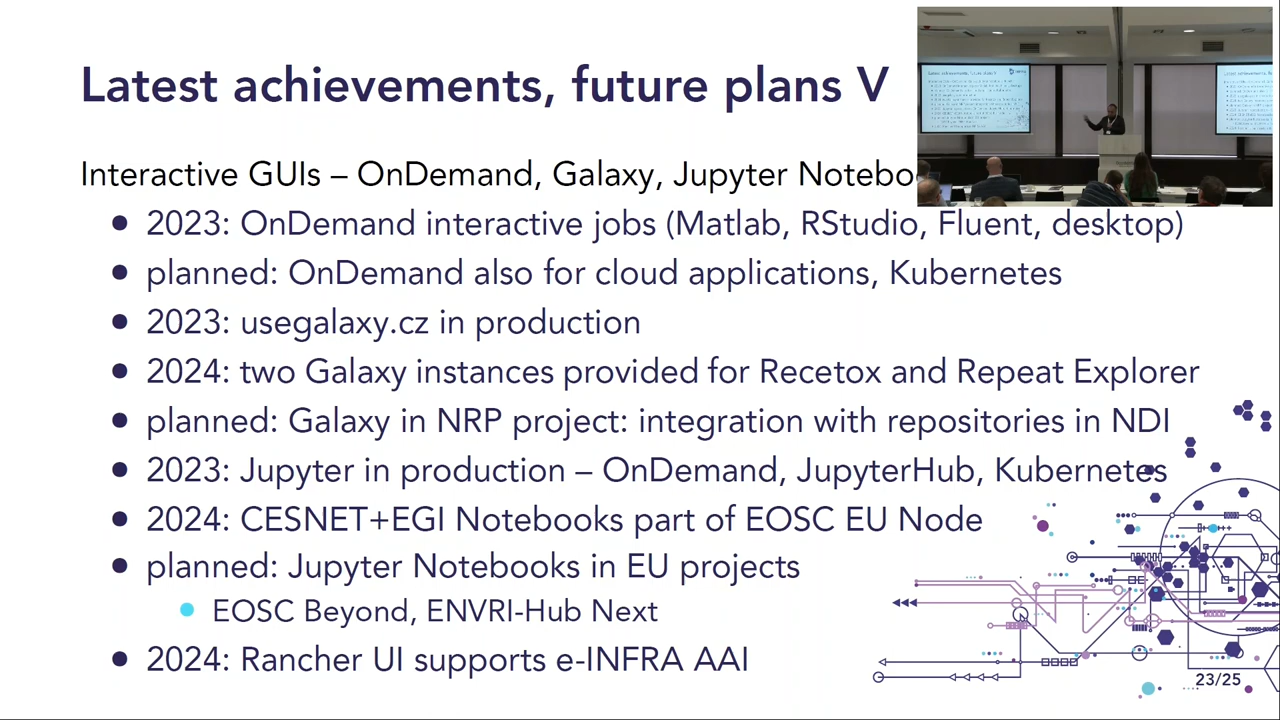 Latest achievements, future plans V
Interactive GUIs – OnDemand, Galaxy, Jupyter
• 2023: OnDemand interactive jobs (Matlab, RStudio, Fluent, desktop)
• planned: OnDemand also for cloud applications, Kubernetes
• 2023: usegalaxy.cz in production
• 2024: two Galaxy instances provided for Recetox and Repeat Explorer
• planned: Galaxy in NRP project: integration with repositories in NDI
• 2023: Jupyter in production – OnDemand, JupyterHub, Kubernetes
• 2024: CESNET+EGI Notebooks part of EOSC EU Node
• planned: Jupyter Notebooks in EU projects
• EOSC Beyond, ENVRI-Hub Next
• 2024: Rancher UI supports e-INFRA AAI
23/25